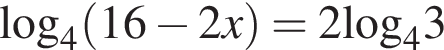 log₄(16 − 2x) = 2log₄3